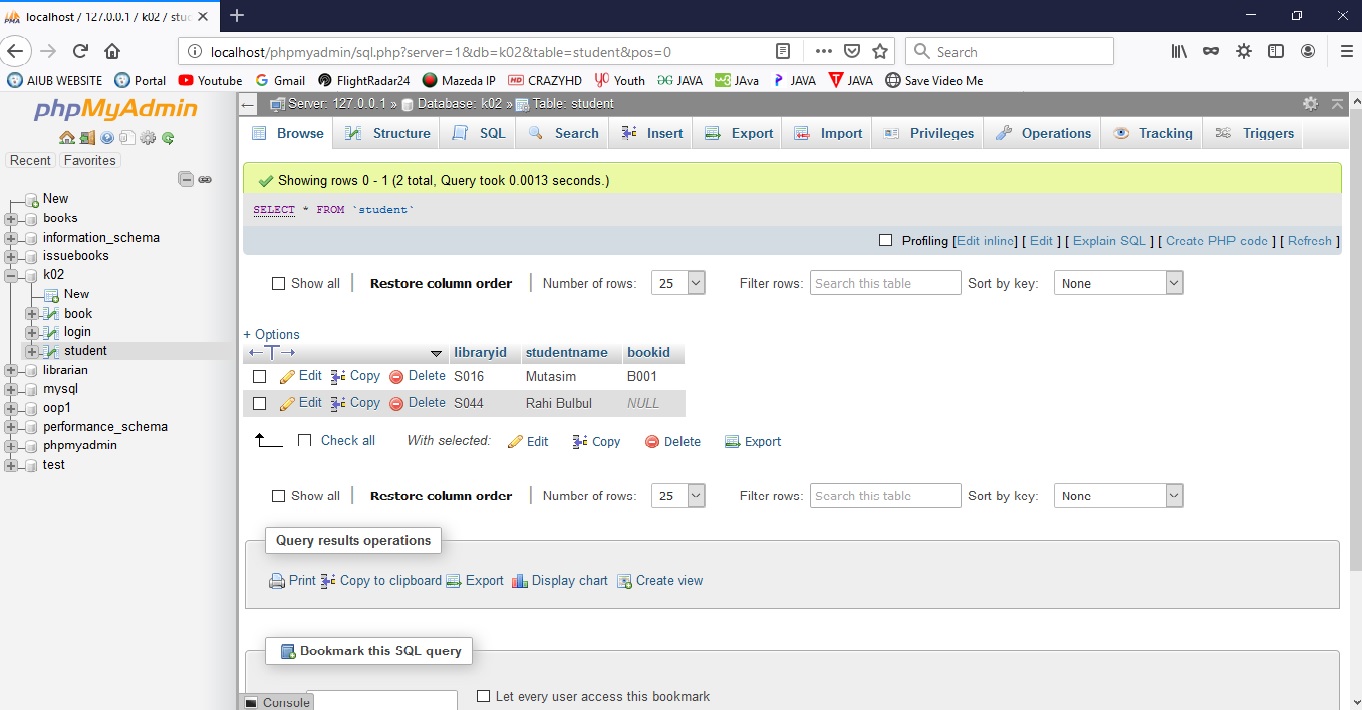 localhost / 127.0.0.1 / k02 / stud
localhost/phpmyadmin/sql.php?server=1&db=k02&table=student&pos=0
Search
AIUB WEBSITE Portal Youtube Gmail FlightRadar24 Mazeda IP CRAZYHD Youth JAVA JAva JAVA JAVA Save Video Me
phpMyAdmin
Recent Favorites
New
books
information_schema
issuebooks
k02
New
book
login
student
librarian
mysql
oop1
performance_schema
phpmyadmin
test
Server: 127.0.0.1 » Database: k02 » Table: student
Browse Structure SQL Search Insert Export Import Privileges Operations Tracking Triggers
Showing rows 0 - 1 (2 total, Query took 0.0013 seconds.)
SELECT * FROM `student`
Profiling [Edit inline] [ Edit ] [ Explain SQL ] [ Create PHP code ] [ Refresh ]
Show all | Restore column order | Number of rows: 25 Filter rows: Search this table Sort by key: None
+ Options
←T→ libraryid studentname bookid
Edit Copy Delete S016 Mutasim B001
Edit Copy Delete S044 Rahi Bulbul NULL
Check all With selected: Edit Copy Delete Export
Show all | Restore column order | Number of rows: 25 Filter rows: Search this table Sort by key: None
Query results operations
Print Copy to clipboard Export Display chart Create view
Bookmark this SQL query
Let every user access this bookmark
Console